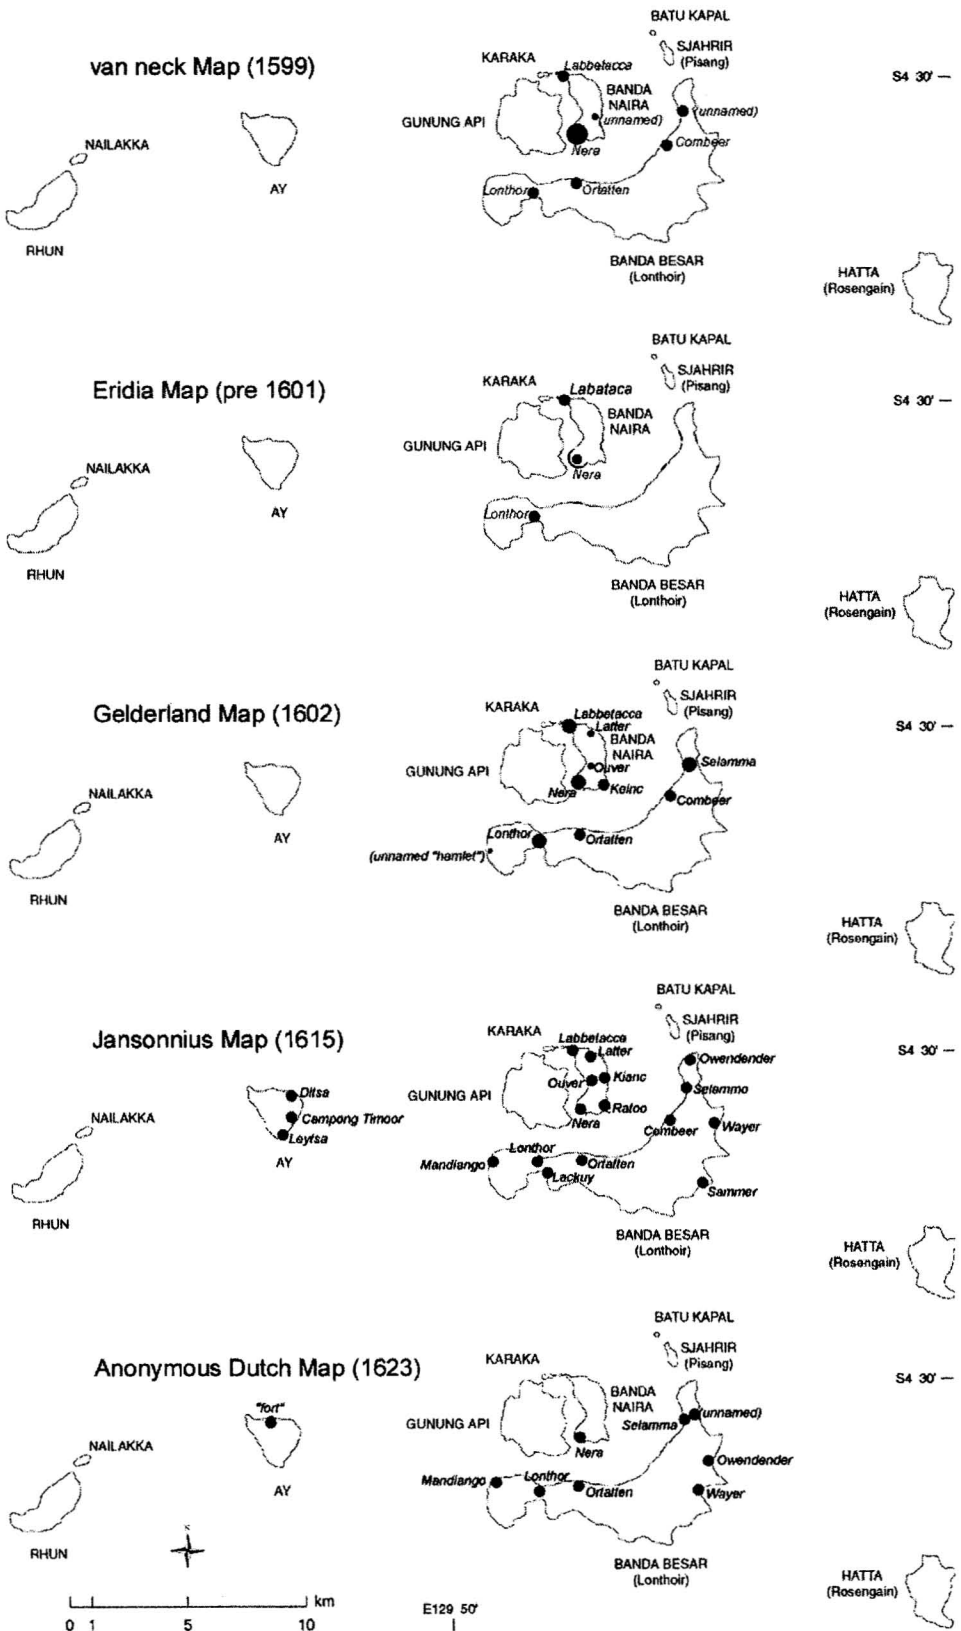 van neck Map (1599)
BATU KAPAL
SJAHRIR
(Pisang)
S4 30'
KARAKA
Labbetacca
BANDA
NAIRA
(unnamed)
GUNUNG API
Nera
(unnamed)
Combeer
NAILAKKA
AY
RHUN
Lonthor
Ortatten
BANDA BESAR
(Lonthoir)
HATTA
(Rosengain)
Eridia Map (pre 1601)
BATU KAPAL
SJAHRIR
(Pisang)
S4 30'
KARAKA
Labataca
BANDA
NAIRA
GUNUNG API
Nera
NAILAKKA
AY
RHUN
Lonthor
BANDA BESAR
(Lonthoir)
HATTA
(Rosengain)
Gelderland Map (1602)
BATU KAPAL
SJAHRIR
(Pisang)
S4 30'
KARAKA
Labbetacca
Latter
BANDA
NAIRA
GUNUNG API
Ouver
Nera
Keinc
Selamma
Combeer
NAILAKKA
AY
RHUN
Lonthor
Ortatten
(unnamed "hamlet")
BANDA BESAR
(Lonthoir)
HATTA
(Rosengain)
Jansonnius Map (1615)
BATU KAPAL
SJAHRIR
(Pisang)
S4 30'
KARAKA
Labbetacca
Latter
Owendender
GUNUNG API
Ouver
Kianc
Selammo
Ratoo
Nera
Combeer
Wayer
Ditsa
Campong Timoor
Leytsa
NAILAKKA
AY
RHUN
Mandiango
Lonthor
Ortatten
Lackuy
Sammer
BANDA BESAR
(Lonthoir)
HATTA
(Rosengain)
Anonymous Dutch Map (1623)
BATU KAPAL
SJAHRIR
(Pisang)
S4 30'
KARAKA
BANDA
NAIRA
GUNUNG API
Selamma
(unnamed)
Nera
Owendender
"fort"
NAILAKKA
AY
RHUN
Mandiango
Lonthor
Ortatten
Wayer
BANDA BESAR
(Lonthoir)
HATTA
(Rosengain)
km
0 1 5 10
E129 50'